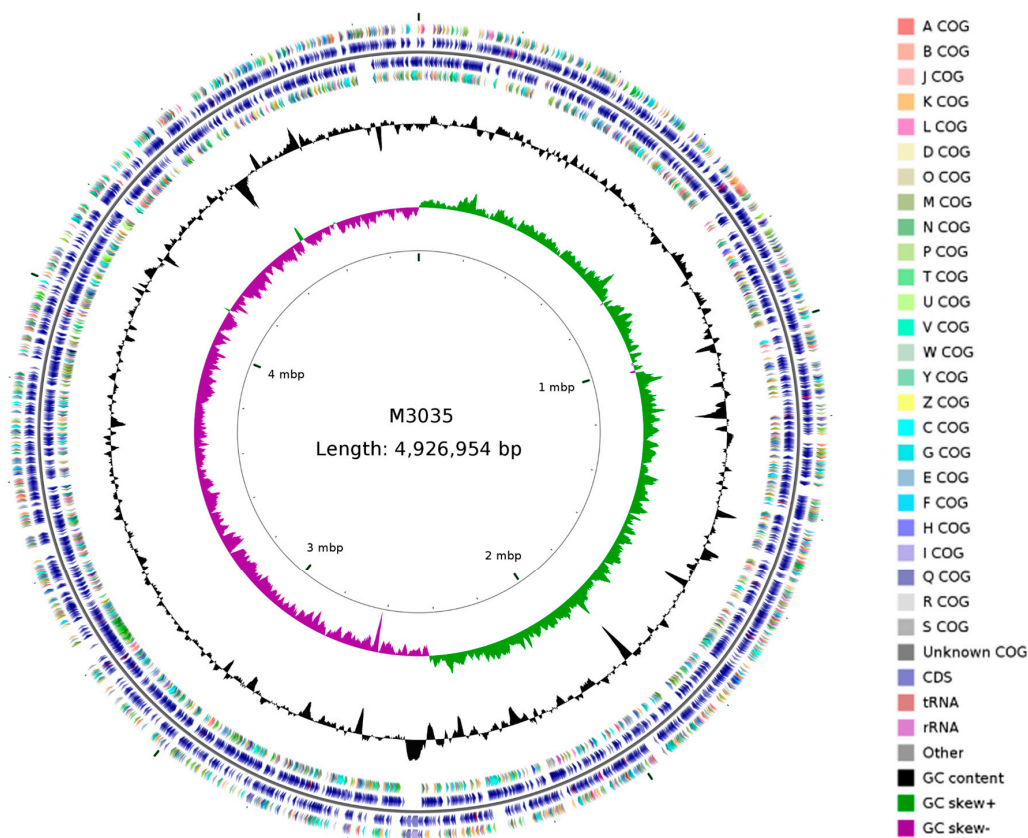 M3035
Length: 4,926,954 bp
1 mbp
2 mbp
3 mbp
4 mbp
A COG
B COG
J COG
K COG
L COG
D COG
O COG
M COG
N COG
P COG
T COG
U COG
V COG
W COG
Y COG
Z COG
C COG
G COG
E COG
F COG
H COG
I COG
Q COG
R COG
S COG
Unknown COG
CDS
tRNA
rRNA
Other
GC content
GC skew+
GC skew-